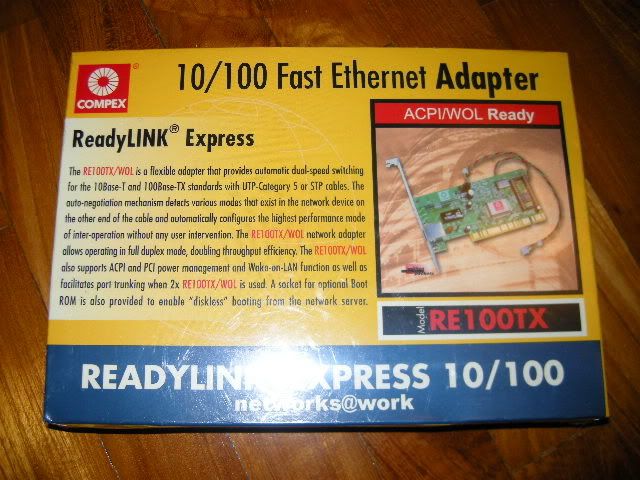 COMPEX ®
10/100 Fast Ethernet Adapter
ACPI/WOL Ready
ReadyLINK® Express
The RE100TX/WOL is a flexible adapter that provides automatic dual-speed switching
for the 10Base-T and 100Base-TX standards with UTP-Category 5 or STP cables. The
auto-negotiation mechanism detects various modes that exist in the network device on
the other end of the cable and automatically configures the highest performance mode
of inter-operation without any user intervention. The RE100TX/WOL network adapter
allows operating in full duplex mode, doubling throughput efficiency. The RE100TX/WOL
also supports ACPI and PCI power management and Wake-on-LAN function as well as
facilitates port trunking when 2x RE100TX/WOL is used. A socket for optional Boot
ROM is also provided to enable "diskless" booting from the network server.
Model RE100TX
READYLINK EXPRESS 10/100
networks@work